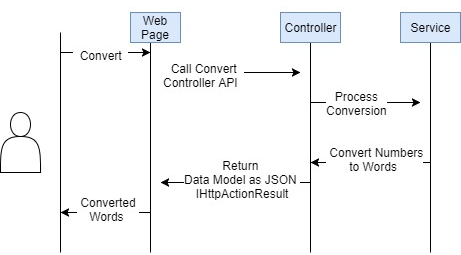 Web
Page
Controller
Service
Convert
Call Convert
Controller API
Process
Conversion
Convert Numbers
to Words
Return
Data Model as JSON
IHttpActionResult
Converted
Words